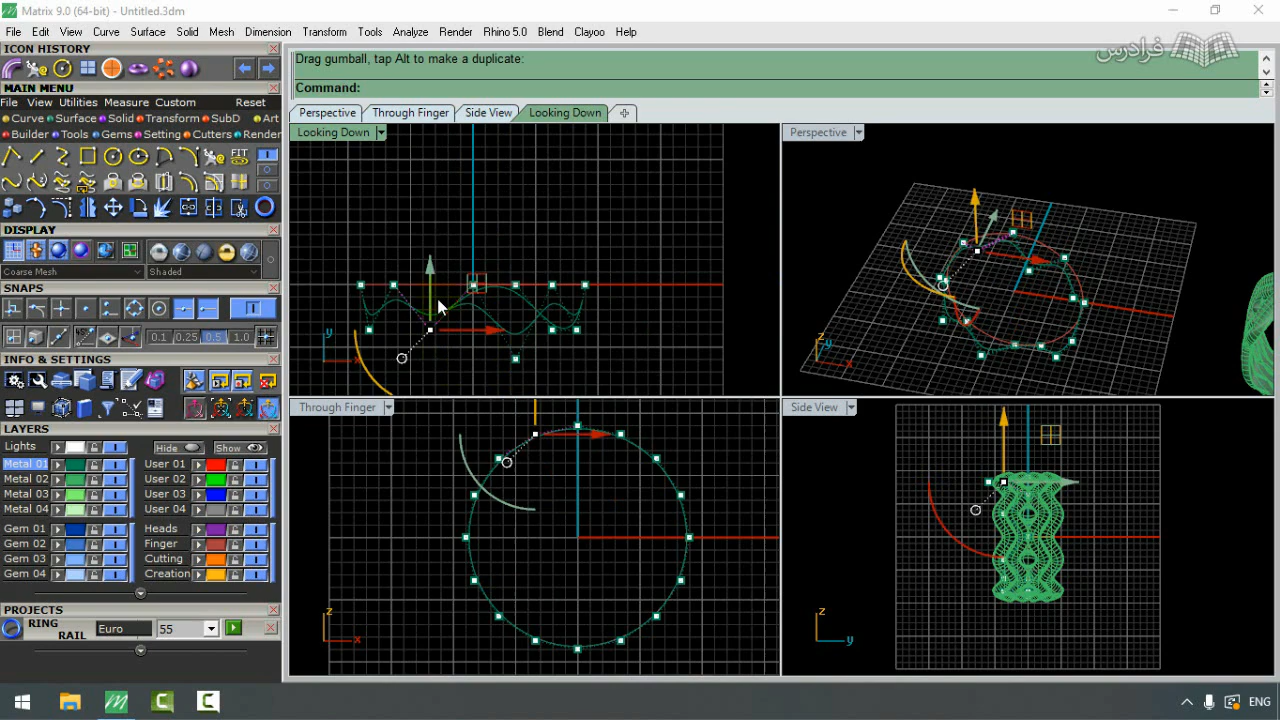 Matrix 9.0 (64-bit) - Untitled.3dm
File Edit View Curve Surface Solid Mesh Dimension Transform Tools Analyze Render Rhino 5.0 Blend Clayoo Help
فرادرس
ICON HISTORY
Drag gumball, tap Alt to make a duplicate:
Command:
MAIN MENU
File View Utilities Measure Custom Reset
Curve Surface Solid Transform SubD Art
Builder Tools Gems Setting Cutters Render
Perspective Through Finger Side View Looking Down
Looking Down
Perspective
FIT
DISPLAY
Coarse Mesh Shaded
SNAPS
0.1 0.25 0.5 1.0
INFO & SETTINGS
y
x
z
y
x
Through Finger
Side View
LAYERS
Lights Hide Show
Metal 01 User 01
Metal 02 User 02
Metal 03 User 03
Metal 04 User 04
Gem 01 Heads
Gem 02 Finger
Gem 03 Cutting
Gem 04 Creation
PROJECTS
RING RAIL Euro 55
z
x
z
y
ENG